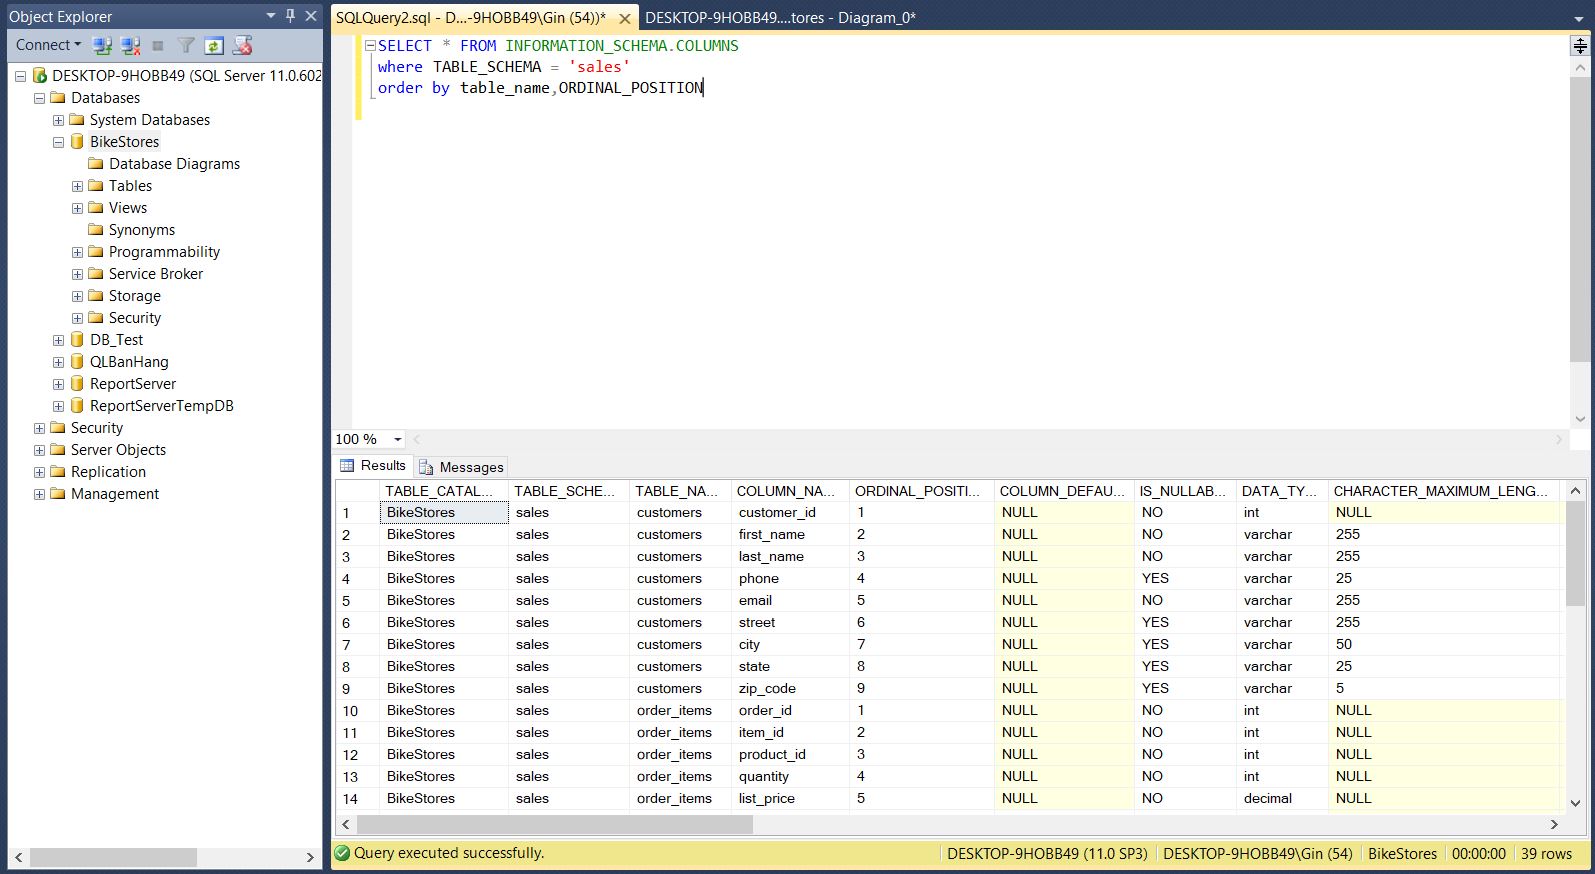 Object Explorer
Connect
DESKTOP-9HOBB49 (SQL Server 11.0.602
Databases
System Databases
BikeStores
Database Diagrams
Tables
Views
Synonyms
Programmability
Service Broker
Storage
Security
DB_Test
QLBanHang
ReportServer
ReportServerTempDB
Security
Server Objects
Replication
Management
SQLQuery2.sql - D...-9HOBB49\Gin (54))* DESKTOP-9HOBB49....tores - Diagram_0*
SELECT * FROM INFORMATION_SCHEMA.COLUMNS
where TABLE_SCHEMA = 'sales'
order by table_name,ORDINAL_POSITION
100 %
Results Messages
TABLE_CATAL... TABLE_SCHE... TABLE_NA... COLUMN_NA... ORDINAL_POSITI... COLUMN_DEFAU... IS_NULLAB... DATA_TY... CHARACTER_MAXIMUM_LENG...
1 BikeStores sales customers customer_id 1 NULL NO int NULL
2 BikeStores sales customers first_name 2 NULL NO varchar 255
3 BikeStores sales customers last_name 3 NULL NO varchar 255
4 BikeStores sales customers phone 4 NULL YES varchar 25
5 BikeStores sales customers email 5 NULL NO varchar 255
6 BikeStores sales customers street 6 NULL YES varchar 255
7 BikeStores sales customers city 7 NULL YES varchar 50
8 BikeStores sales customers state 8 NULL YES varchar 25
9 BikeStores sales customers zip_code 9 NULL YES varchar 5
10 BikeStores sales order_items order_id 1 NULL NO int NULL
11 BikeStores sales order_items item_id 2 NULL NO int NULL
12 BikeStores sales order_items product_id 3 NULL NO int NULL
13 BikeStores sales order_items quantity 4 NULL NO int NULL
14 BikeStores sales order_items list_price 5 NULL NO decimal NULL
Query executed successfully. DESKTOP-9HOBB49 (11.0 SP3) DESKTOP-9HOBB49\Gin (54) BikeStores 00:00:00 39 rows